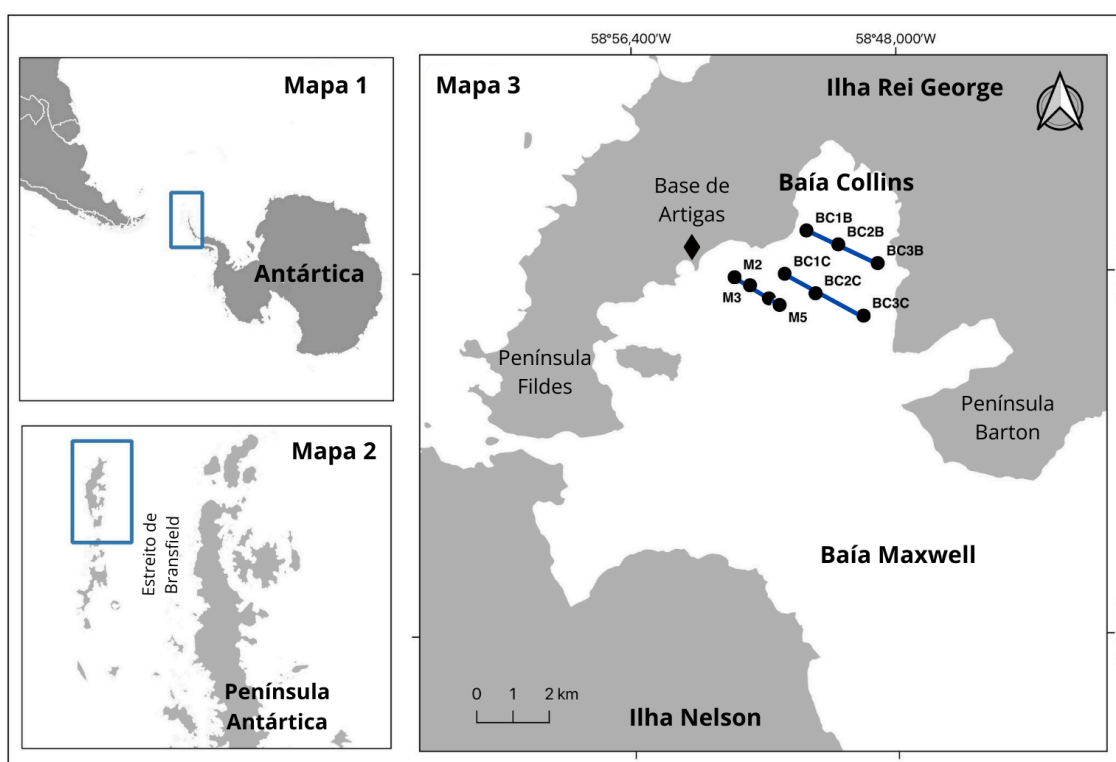 Mapa 1
Antártica
Mapa 2
Estreito de
Bransfield
Península
Antártica
58°56,400'W
58°48,000'W
Mapa 3
Ilha Rei George
Base de
Artigas
Baía Collins
BC1B
BC2B
BC3B
BC1C
BC2C
BC3C
M2
M3
M5
Península
Fildes
Península
Barton
Baía Maxwell
0 1 2 km
Ilha Nelson